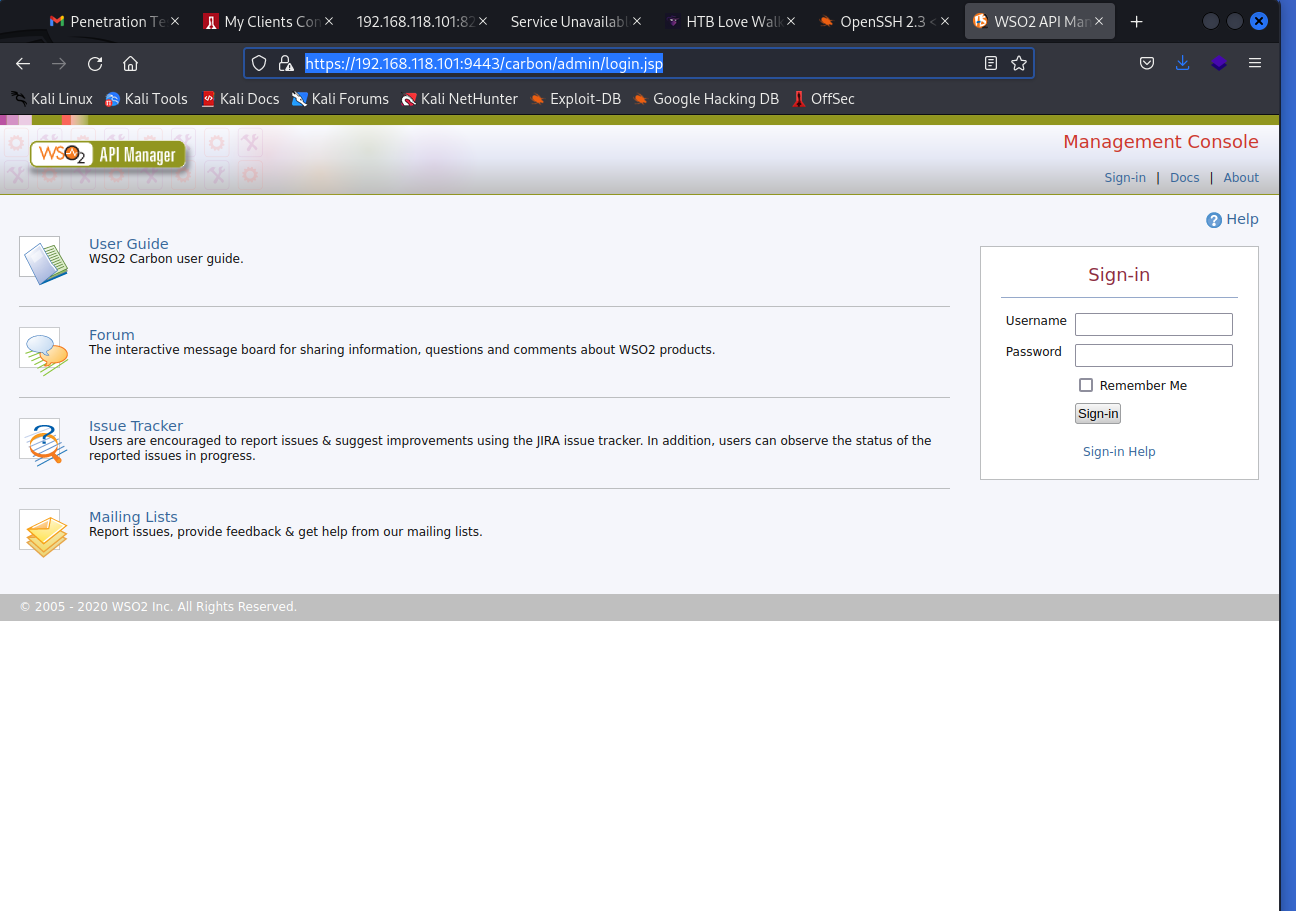 Penetration Te
My Clients Con
192.168.118.101:82
Service Unavailabl
HTB Love Walk
OpenSSH 2.3 <
WSO2 API Man
https://192.168.118.101:9443/carbon/admin/login.jsp
Kali Linux
Kali Tools
Kali Docs
Kali Forums
Kali NetHunter
Exploit-DB
Google Hacking DB
OffSec
WSO2 API Manager
Management Console
Sign-in | Docs | About
Help
User Guide
WSO2 Carbon user guide.
Forum
The interactive message board for sharing information, questions and comments about WSO2 products.
Issue Tracker
Users are encouraged to report issues & suggest improvements using the JIRA issue tracker. In addition, users can observe the status of the
reported issues in progress.
Mailing Lists
Report issues, provide feedback & get help from our mailing lists.
Sign-in
Username
Password
Remember Me
Sign-in
Sign-in Help
© 2005 - 2020 WSO2 Inc. All Rights Reserved.